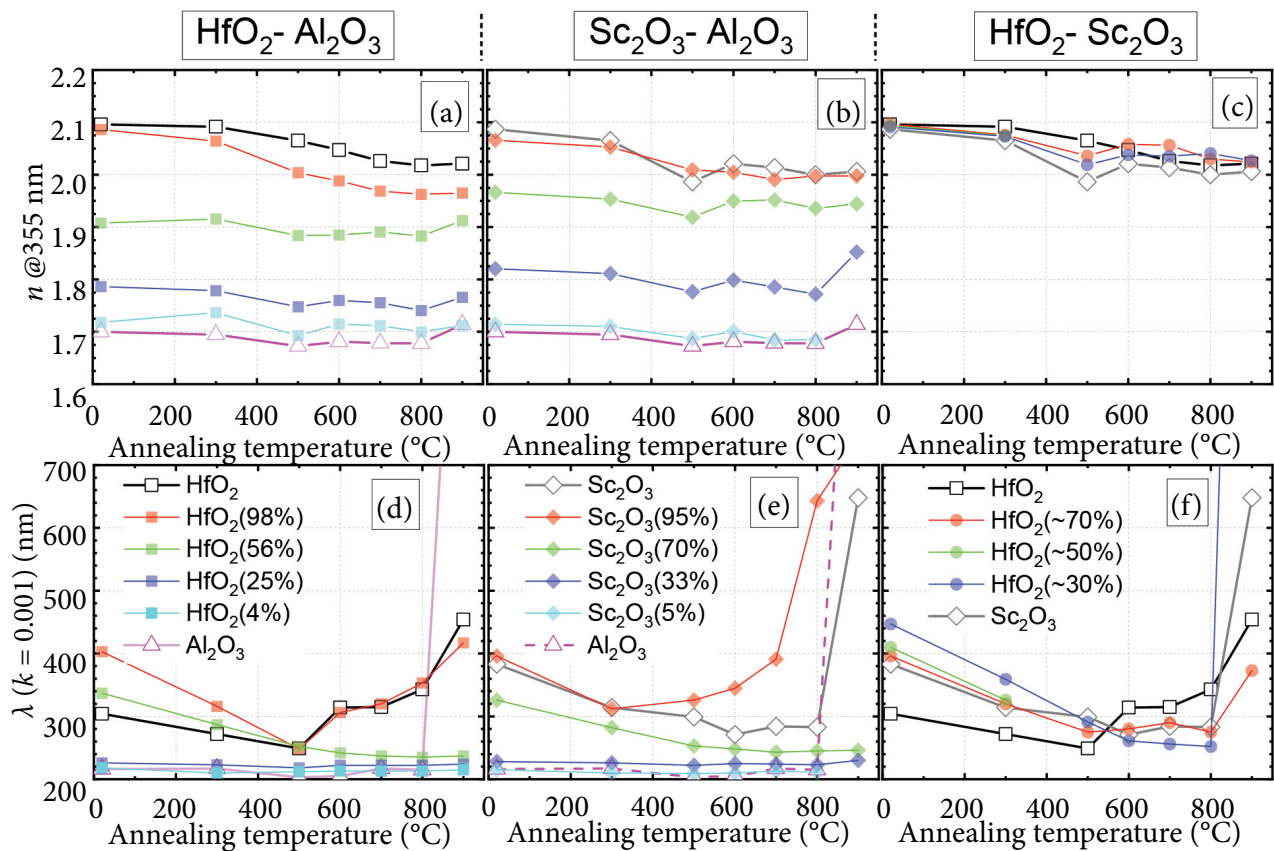 HfO₂- Al₂O₃
Sc₂O₃- Al₂O₃
HfO₂- Sc₂O₃
n @355 nm
2.2
2.1
2.0
1.9
1.8
1.7
1.6
(a)
(b)
(c)
0 200 400 600 800
0 200 400 600 800
0 200 400 600 800
Annealing temperature (°C)
Annealing temperature (°C)
Annealing temperature (°C)
λ (k = 0.001) (nm)
700
600
500
400
300
200
HfO₂
HfO₂(98%)
HfO₂(56%)
HfO₂(25%)
HfO₂(4%)
Al₂O₃
(d)
Sc₂O₃
Sc₂O₃(95%)
Sc₂O₃(70%)
Sc₂O₃(33%)
Sc₂O₃(5%)
Al₂O₃
(e)
HfO₂
HfO₂(~70%)
HfO₂(~50%)
HfO₂(~30%)
Sc₂O₃
(f)
0 200 400 600 800
0 200 400 600 800
0 200 400 600 800
Annealing temperature (°C)
Annealing temperature (°C)
Annealing temperature (°C)